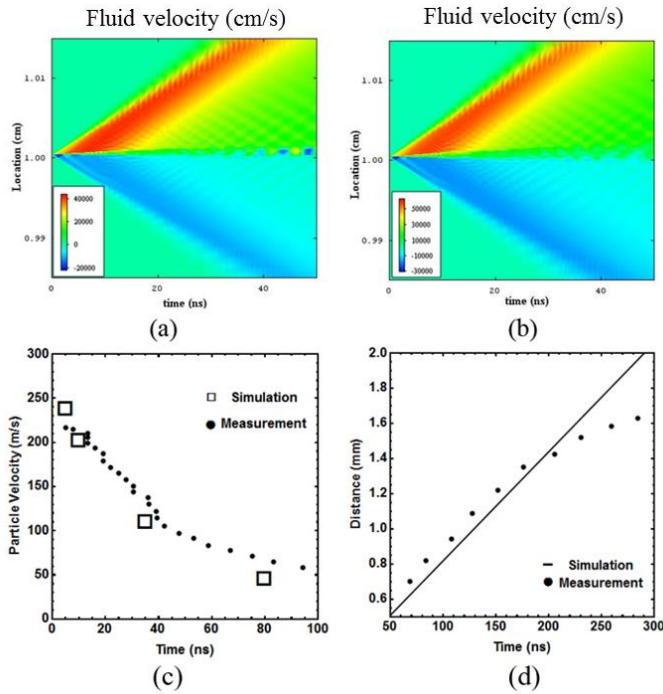 Fluid velocity (cm/s)
Fluid velocity (cm/s)
1.01
1.00
0.99
Location (cm)
40000
20000
0
-20000
0
20
40
time (ns)
(a)
1.01
1.00
0.99
Location (cm)
50000
30000
10000
-10000
-30000
0
20
40
time (ns)
(b)
300
250
200
150
100
50
0
Particle Velocity (m/s)
Simulation
Measurement
0
20
40
60
80
100
Time (ns)
(c)
2.0
1.8
1.6
1.4
1.2
1.0
0.8
0.6
Distance (mm)
Simulation
Measurement
50
100
150
200
250
300
Time (ns)
(d)